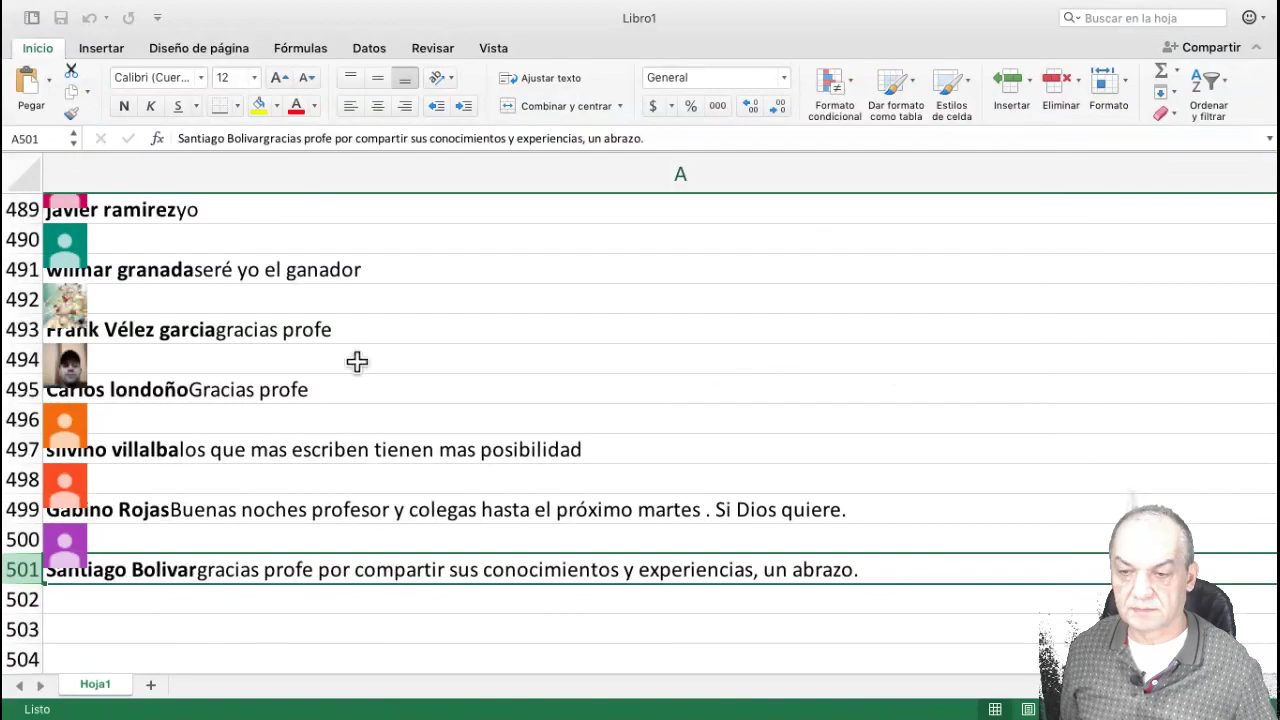 Libro1
Buscar en la hoja
Inicio Insertar Diseño de página Fórmulas Datos Revisar Vista
Compartir
Pegar
Calibri (Cuer... 12
N K S
Ajustar texto
Combinar y centrar
General
$ % 000
Formato condicional
Dar formato como tabla
Estilos de celda
Insertar
Eliminar
Formato
Ordenar y filtrar
A501 fx Santiago Bolivargracias profe por compartir sus conocimientos y experiencias, un abrazo.
A
489 javier ramirezyo
490
491 wilmar granadaseré yo el ganador
492
493 Frank Vélez garciagracias profe
494
495 Carlos londoñoGracias profe
496
497 silvino villalbalos que mas escriben tienen mas posibilidad
498
499 Gabino RojasBuenas noches profesor y colegas hasta el próximo martes . Si Dios quiere.
500
501 Santiago Bolivargracias profe por compartir sus conocimientos y experiencias, un abrazo.
502
503
504
Hoja1
Listo